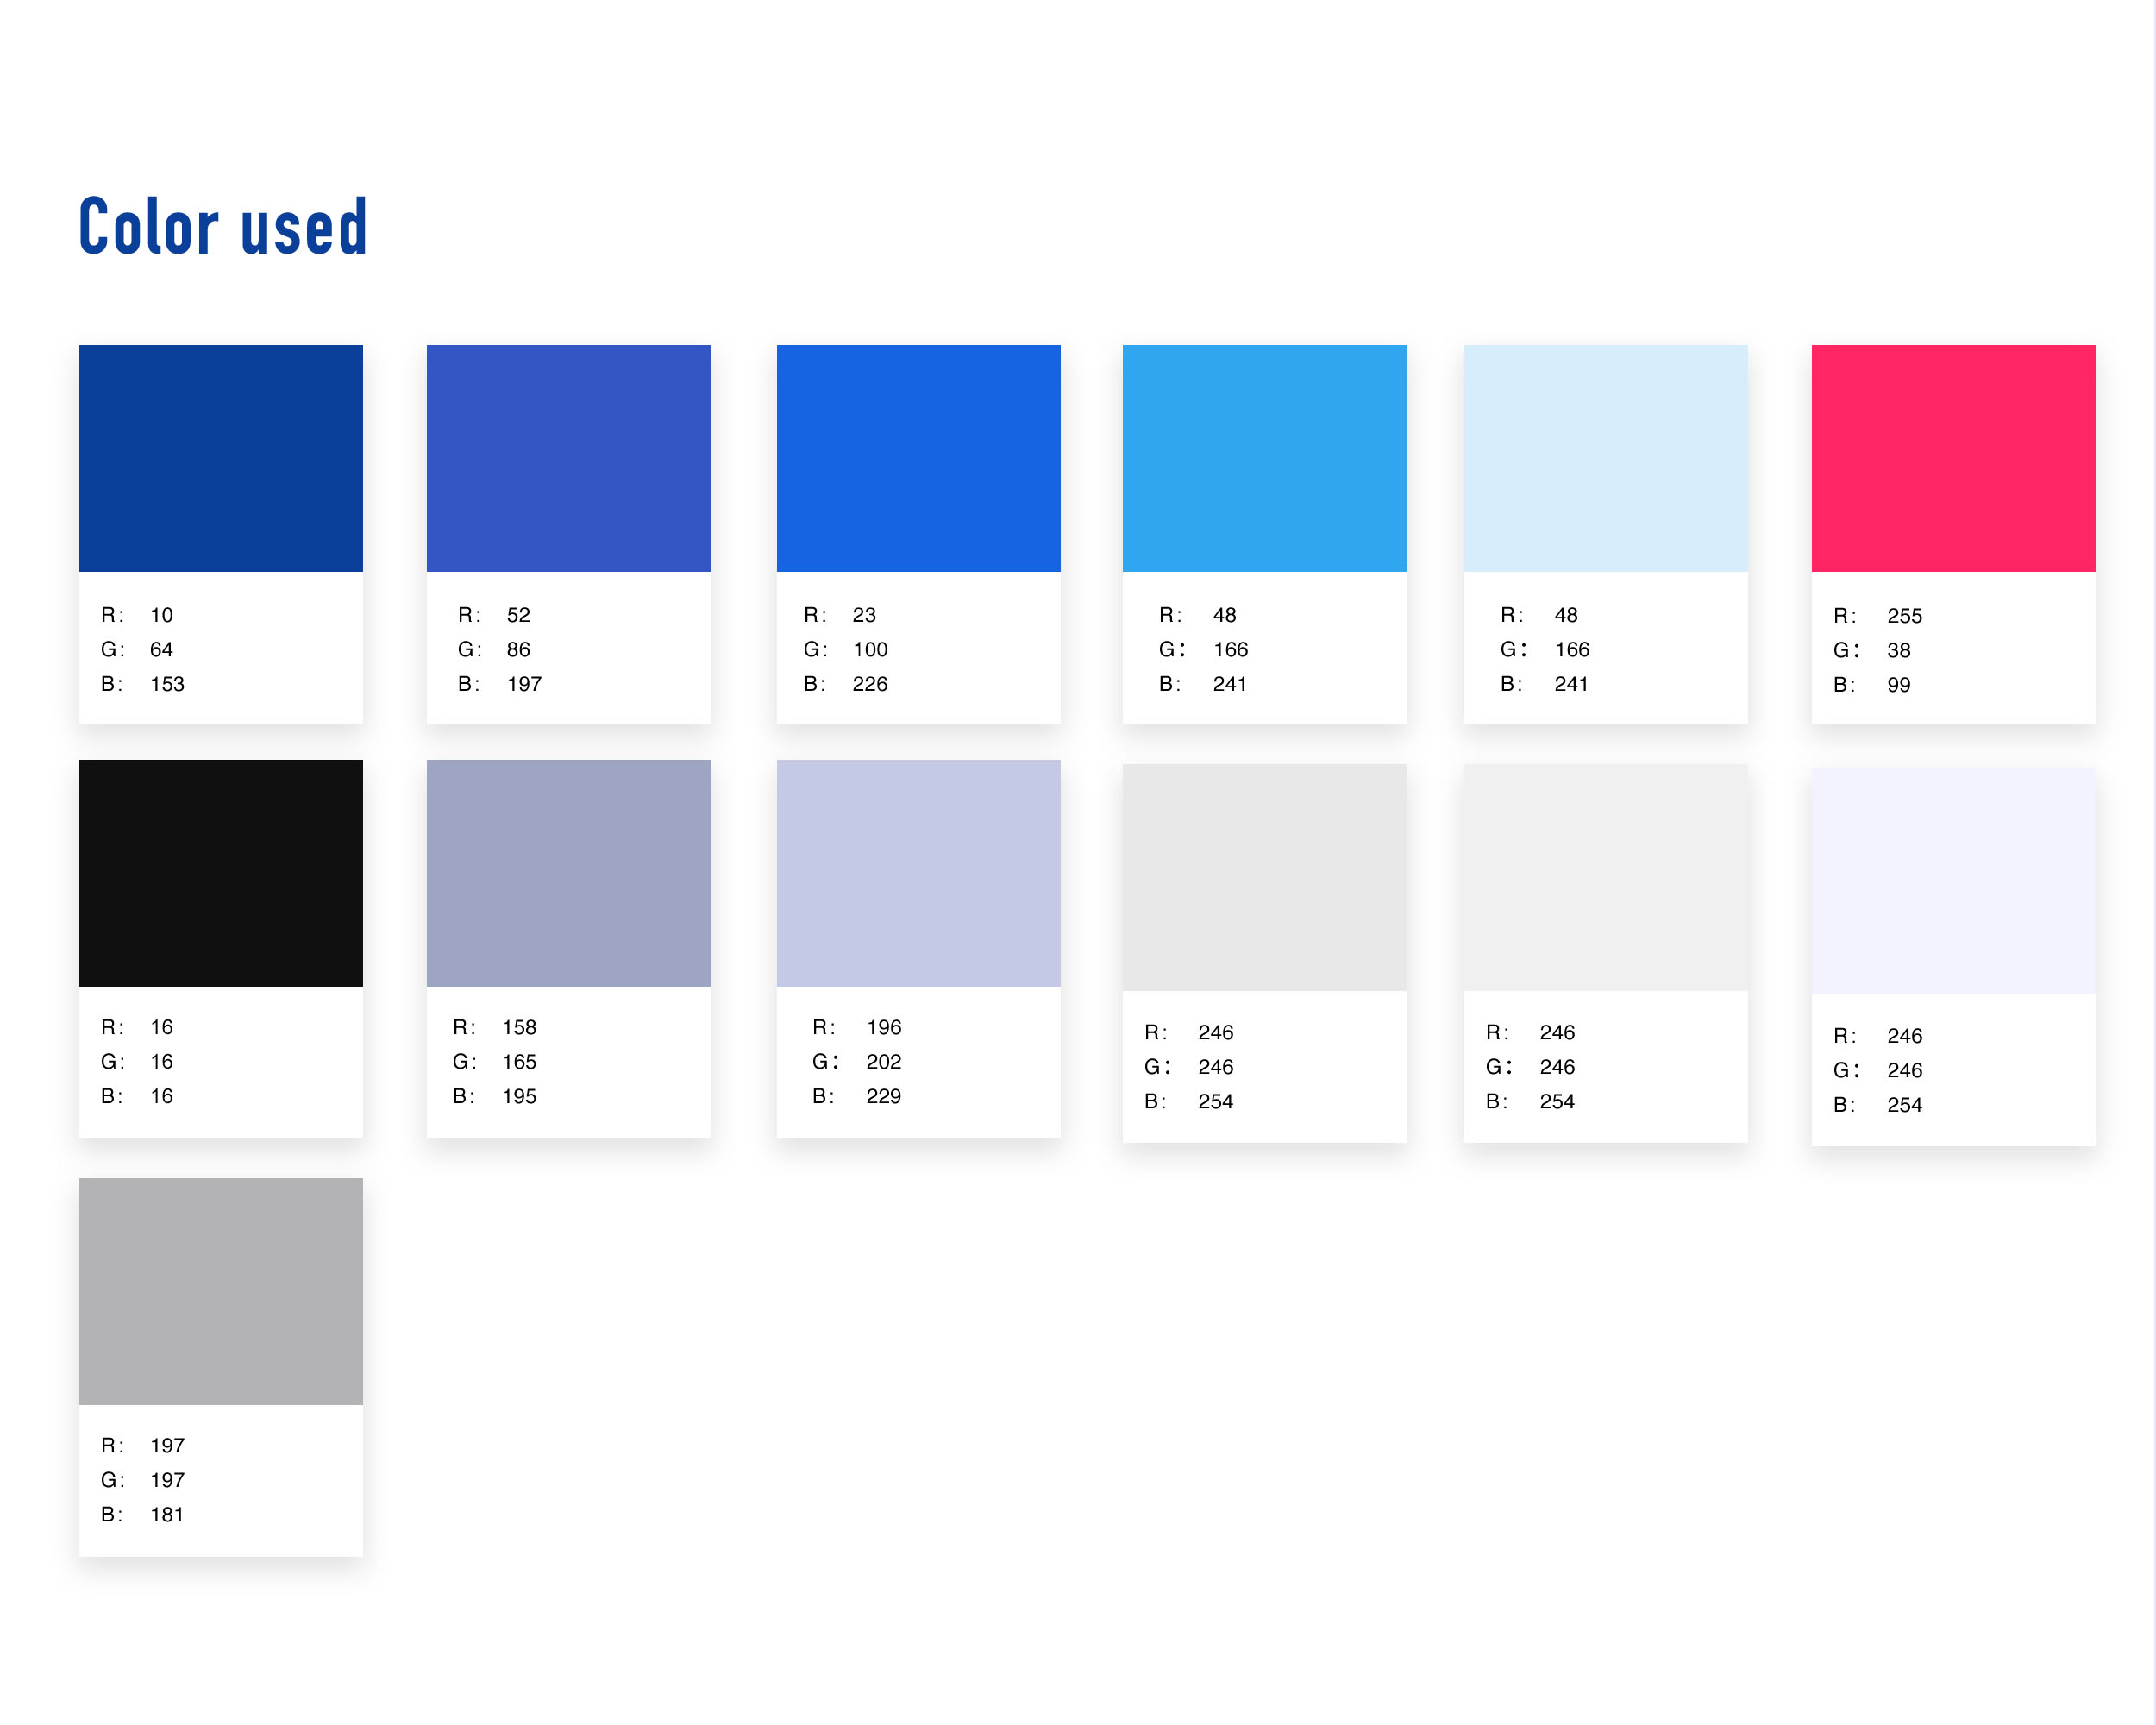 Color used
R: 10
G: 64
B: 153
R: 52
G: 86
B: 197
R: 23
G: 100
B: 226
R: 48
G: 166
B: 241
R: 48
G: 166
B: 241
R: 255
G: 38
B: 99
R: 16
G: 16
B: 16
R: 158
G: 165
B: 195
R: 196
G: 202
B: 229
R: 246
G: 246
B: 254
R: 246
G: 246
B: 254
R: 246
G: 246
B: 254
R: 197
G: 197
B: 181